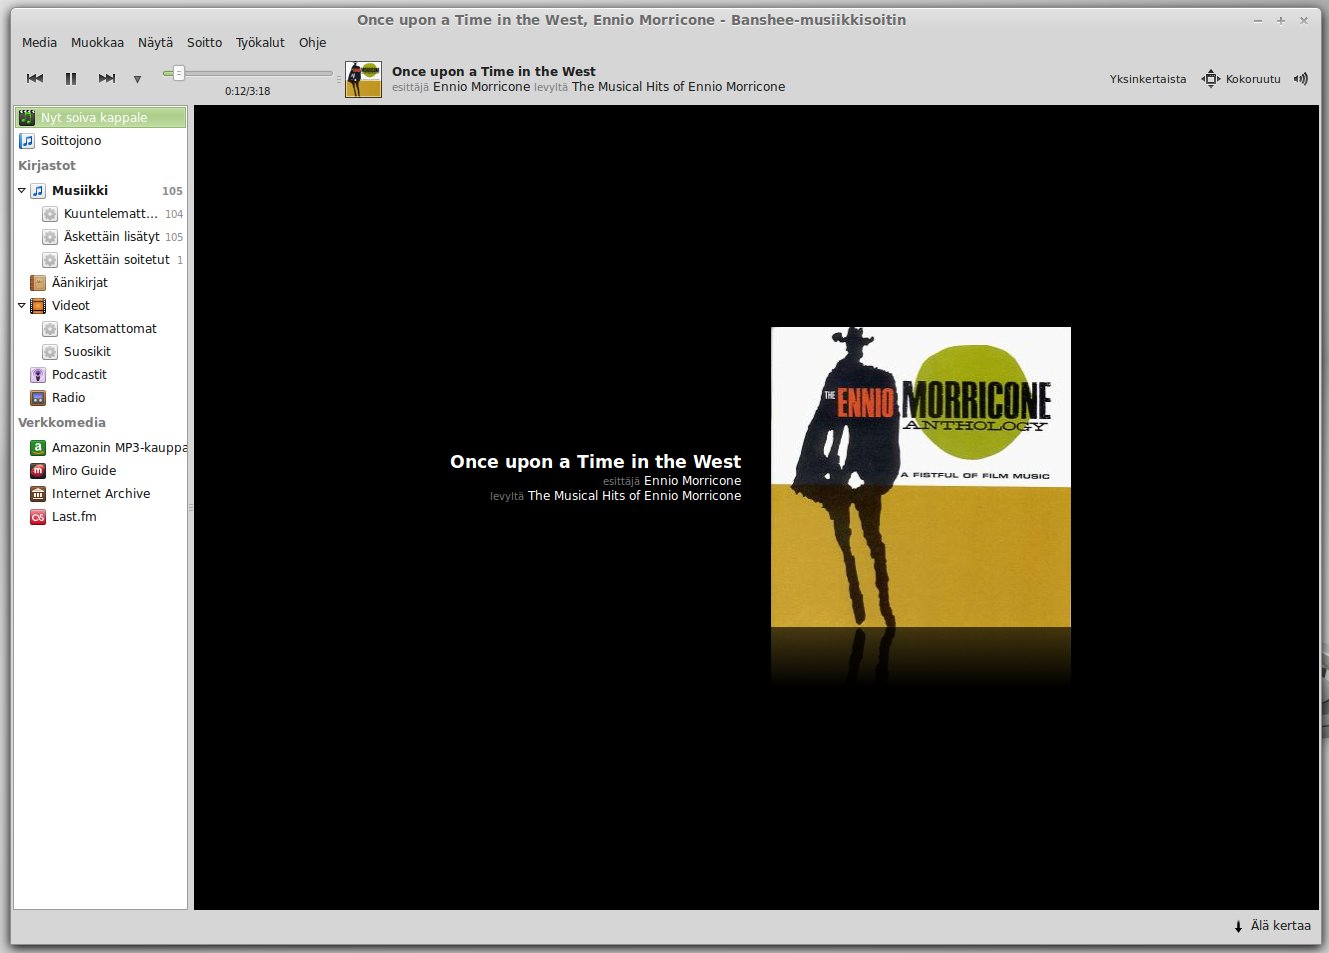 Once upon a Time in the West, Ennio Morricone - Banshee-musiikkisoitin
Media Muokkaa Näytä Soitto Työkalut Ohje
0:12/3:18
Once upon a Time in the West
esittäjä Ennio Morricone levyltä The Musical Hits of Ennio Morricone
Yksinkertaista Kokoruutu
Nyt soiva kappale
Soittojono
Kirjastot
Musiikki 105
Kuuntelematt... 104
Äskettäin lisätyt 105
Äskettäin soitetut 1
Äänikirjat
Videot
Katsomattomat
Suosikit
Podcastit
Radio
Verkkomedia
Amazonin MP3-kauppa
Miro Guide
Internet Archive
Last.fm
Once upon a Time in the West
esittäjä Ennio Morricone
levyltä The Musical Hits of Ennio Morricone
THE ENNIO MORRICONE
ANTHOLOGY
A FISTFUL OF FILM MUSIC
Älä kertaa